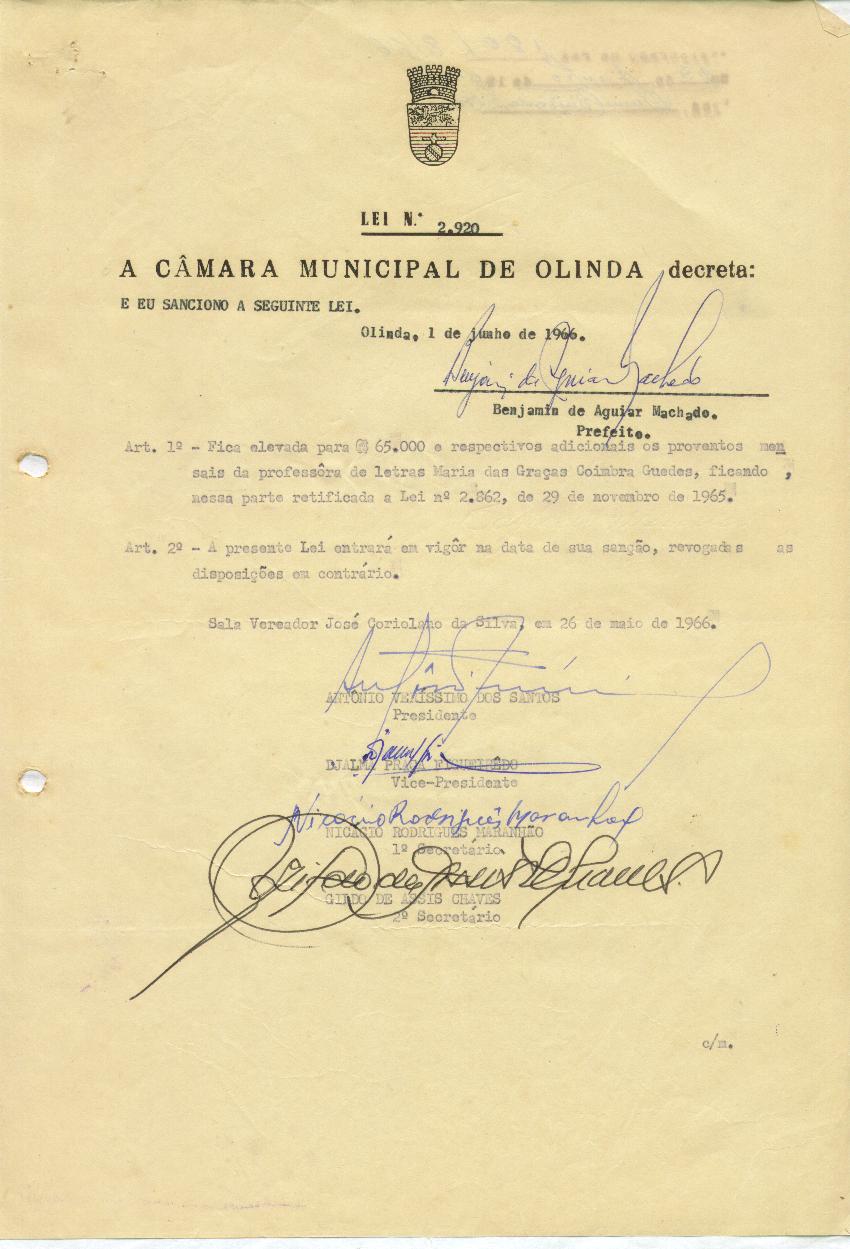 LEI N.º 2.920
A CÂMARA MUNICIPAL DE OLINDA decreta:
E EU SANCIONO A SEGUINTE LEI.
Olinda, 1 de junho de 1966.
Benjamin de Aguiar Machado
Benjamin de Aguiar Machado.
Prefeito.
Art. 1º - Fica elevada para 65.000 e respectivos adicionais os proventos men
sais da professôra de letras Maria das Graças Coimbra Guedes, ficando ,
nessa parte retificada a Lei nº 2.862, de 29 de novembro de 1965.
Art. 2º - A presente Lei entrará em vigôr na data de sua sanção, revogadas as
disposições em contrário.
Sala Vereador José Coriolano da Silva, em 26 de maio de 1966.
ANTONIO VERISSIMO DOS SANTOS
Presidente
DJALMA PRAÇA FIGUEIRÊDO
Vice-Presidente
Nicácio Rodrigues Maranhão
NICACIO RODRIGUES MARANHÃO
1º Secretário
GILDO DE ASSIS CHAVES
2º Secretário
c/m.